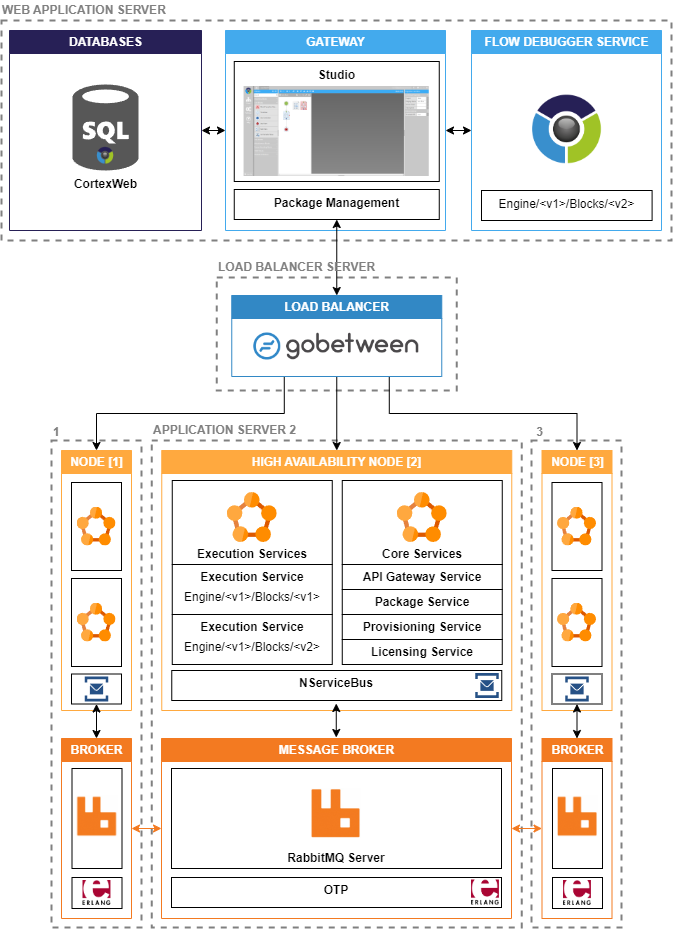 WEB APPLICATION SERVER
DATABASES
GATEWAY
FLOW DEBUGGER SERVICE
Studio
SQL
CortexWeb
Package Management
Engine/<v1>/Blocks/<v2>
LOAD BALANCER SERVER
LOAD BALANCER
gobetween
1
APPLICATION SERVER 2
3
NODE [1]
HIGH AVAILABILITY NODE [2]
NODE [3]
Execution Services
Core Services
Execution Service
Engine/<v1>/Blocks/<v1>
Execution Service
Engine/<v1>/Blocks/<v2>
API Gateway Service
Package Service
Provisioning Service
Licensing Service
NServiceBus
BROKER
MESSAGE BROKER
BROKER
RabbitMQ Server
OTP
e
ERLANG
e
ERLANG
e
ERLANG